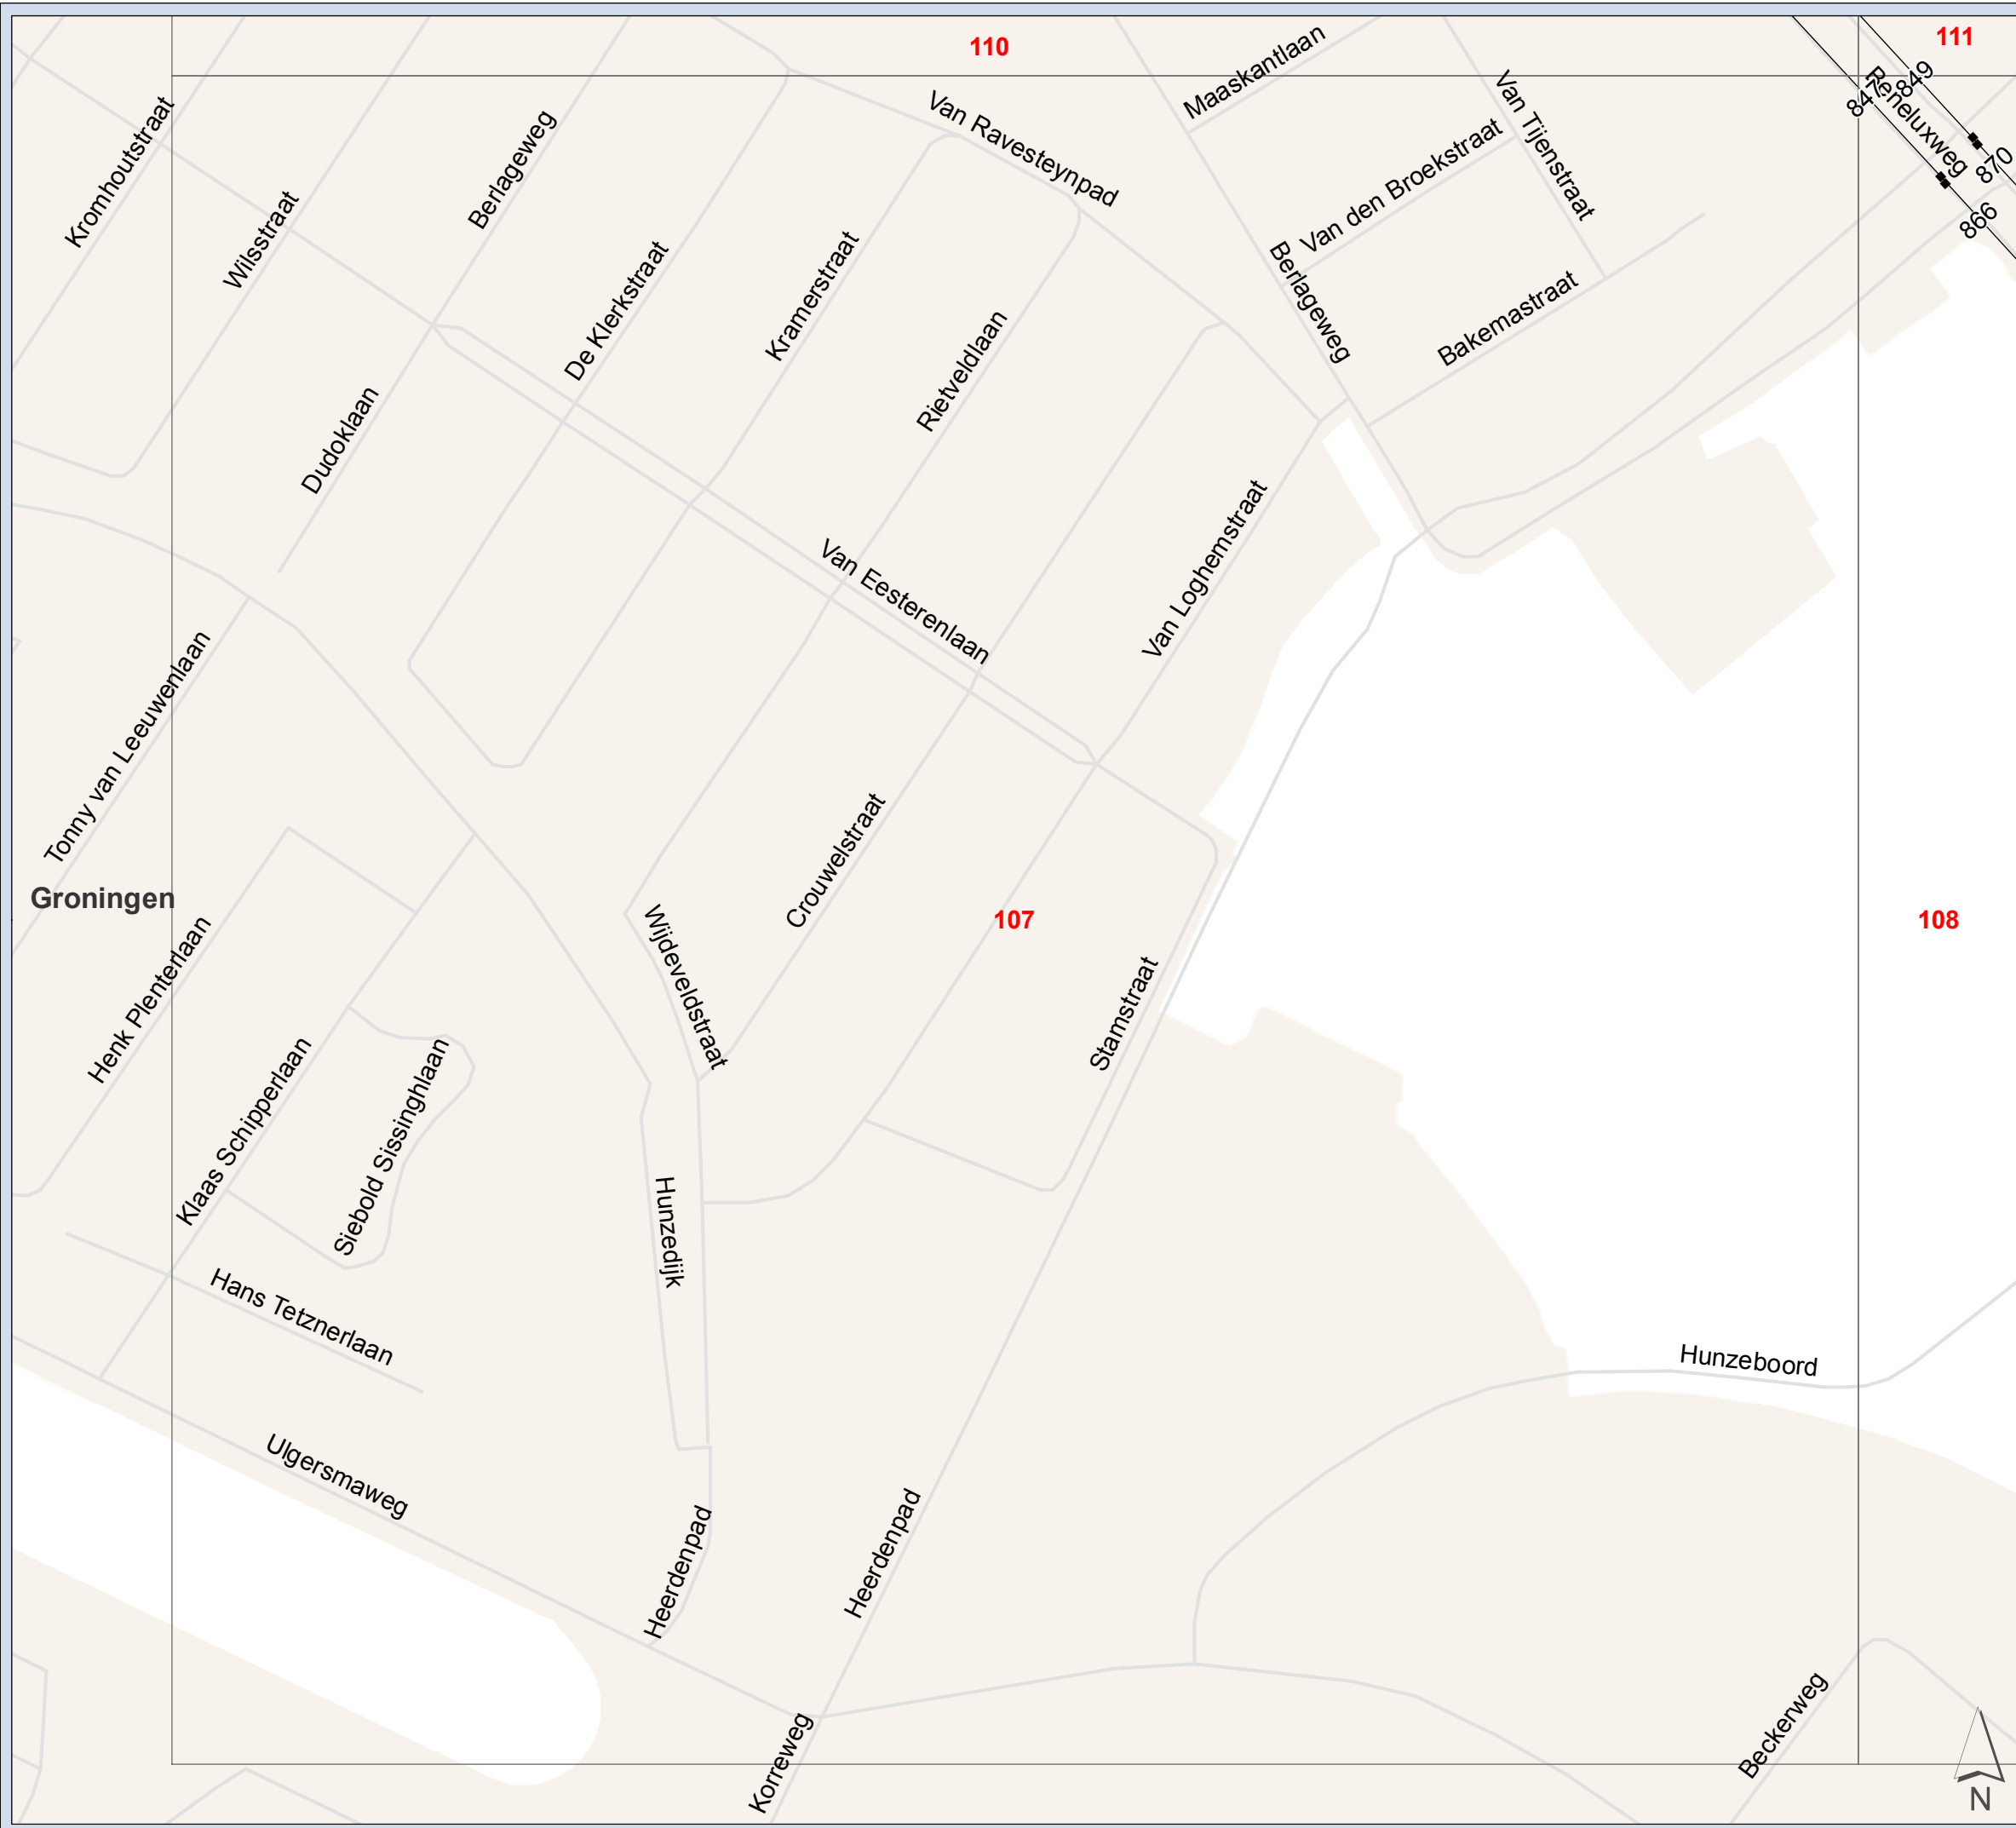 110
111
Maaskantlaan
849
847
Beneluxweg
870
866
Kromhoutstraat
Van Ravesteynpad
Van Tijenstraat
Berlageweg
Van den Broekstraat
Wilsstraat
De Klerkstraat
Kramerstraat
Berlageweg
Bakemastraat
Rietveldlaan
Dudoklaan
Van Loghemstraat
Van Eesterenlaan
Tonny van Leeuwenlaan
Crouwelstraat
Groningen
107
108
Wijdeveldstraat
Henk Plenterlaan
Stamstraat
Klaas Schipperlaan
Siebold Sissinghlaan
Hunzedijk
Hans Tetznerlaan
Hunzeboord
Ulgersmaweg
Heerdenpad
Heerdenpad
Korreweg
Beckerweg
N